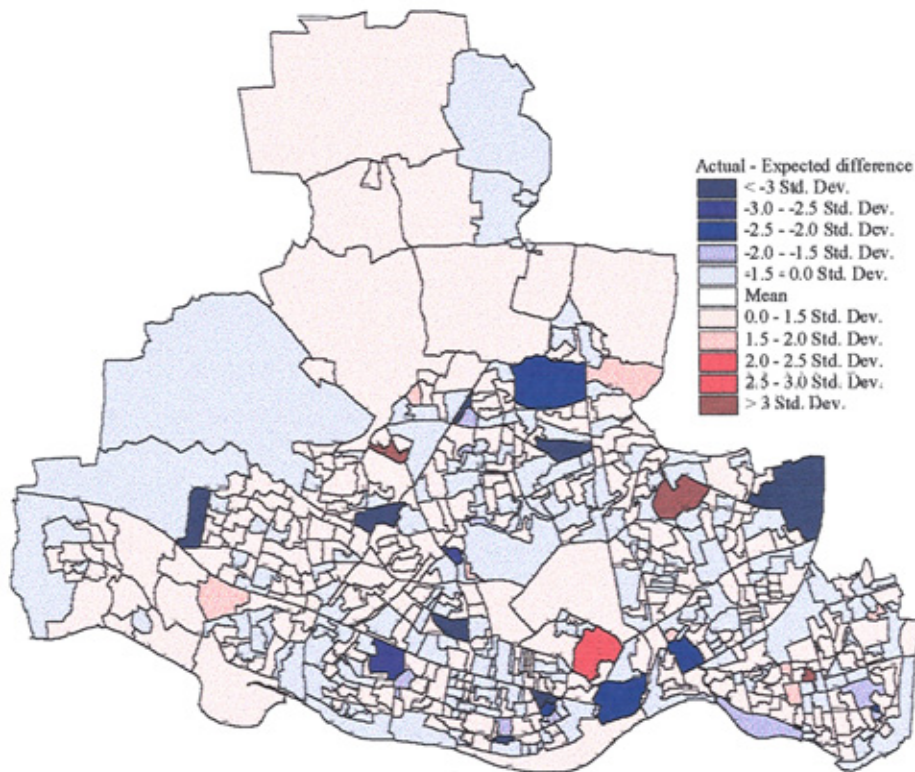 Actual - Expected difference
< -3 Std. Dev.
-3.0 - -2.5 Std. Dev.
-2.5 - -2.0 Std. Dev.
-2.0 - -1.5 Std. Dev.
-1.5 - 0.0 Std. Dev.
Mean
0.0 - 1.5 Std. Dev.
1.5 - 2.0 Std. Dev.
2.0 - 2.5 Std. Dev.
2.5 - 3.0 Std. Dev.
> 3 Std. Dev.